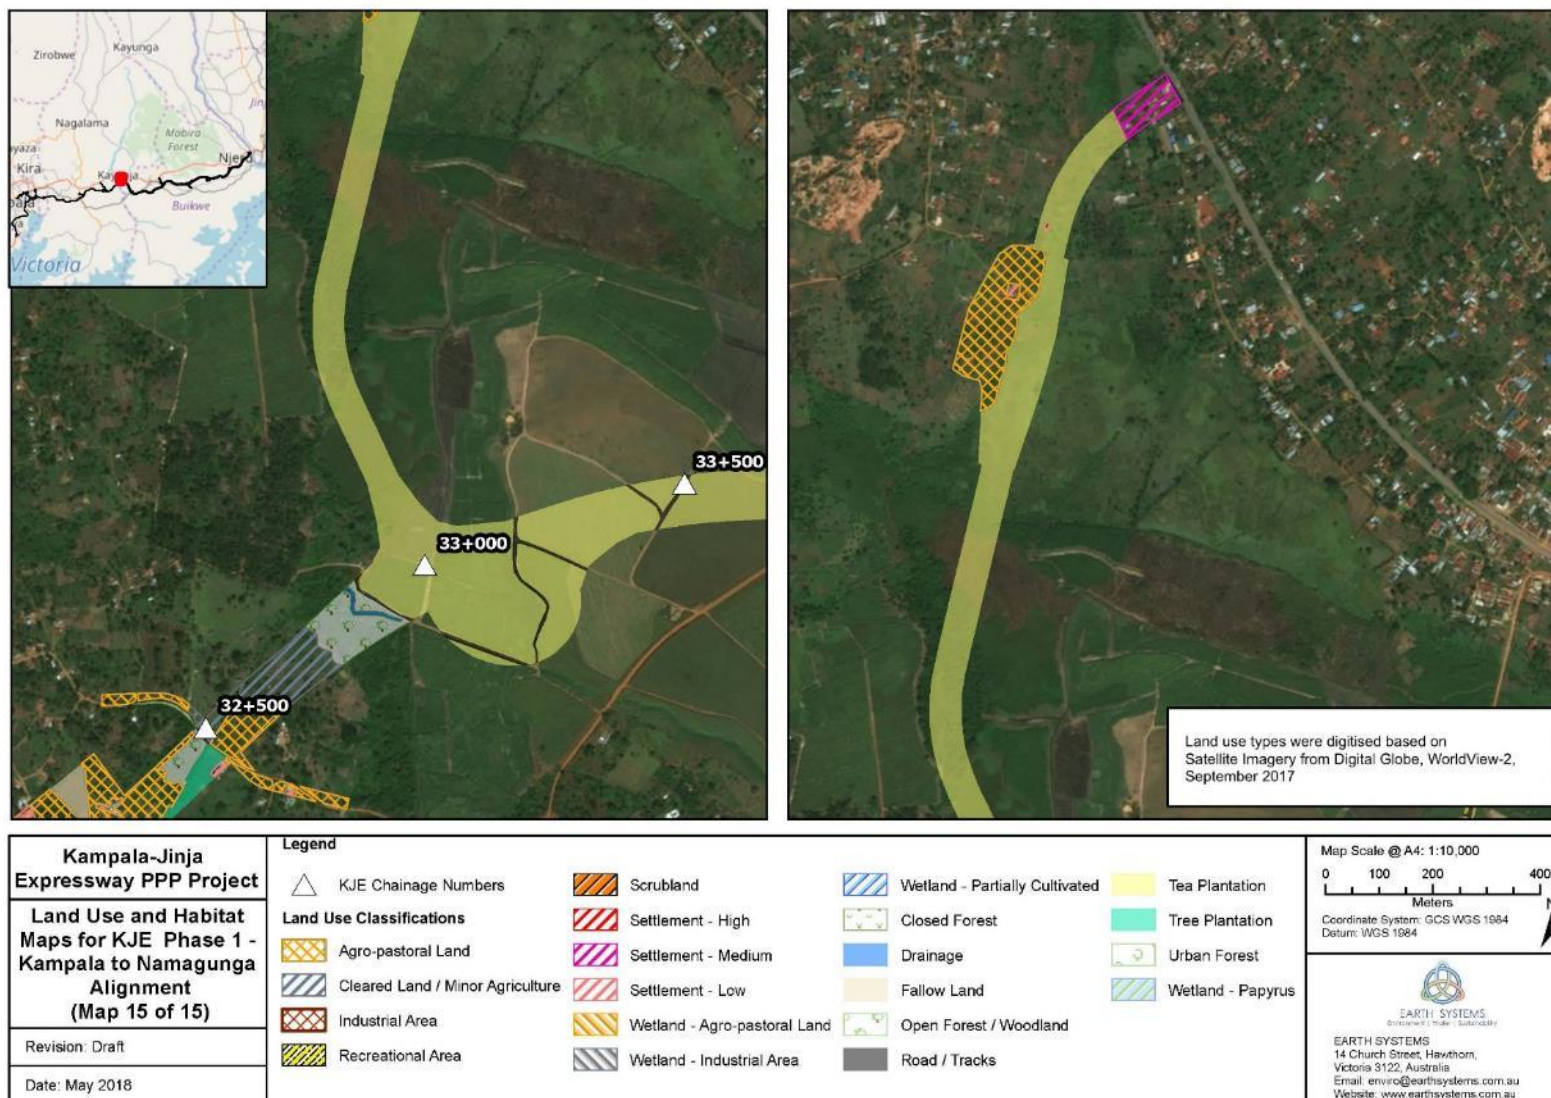 Zirobwe
Kayunga
Nagalama
Mabira
Forest
Kira
Buikwe
Victoria
33+500
33+000
32+500
Land use types were digitised based on
Satellite Imagery from Digital Globe, WorldView-2,
September 2017
Kampala-Jinja
Expressway PPP Project
Land Use and Habitat
Maps for KJE Phase 1 -
Kampala to Namagunga
Alignment
(Map 15 of 15)
Revision: Draft
Date: May 2018
Legend
KJE Chainage Numbers
Land Use Classifications
Agro-pastoral Land
Cleared Land / Minor Agriculture
Industrial Area
Recreational Area
Scrubland
Settlement - High
Settlement - Medium
Settlement - Low
Wetland - Agro-pastoral Land
Wetland - Industrial Area
Wetland - Partially Cultivated
Closed Forest
Drainage
Fallow Land
Open Forest / Woodland
Road / Tracks
Tea Plantation
Tree Plantation
Urban Forest
Wetland - Papyrus
Map Scale @ A4: 1:10,000
0 100 200 400
Meters
Coordinate System: GCS WGS 1984
Datum: WGS 1984
EARTH SYSTEMS
EARTH SYSTEMS
14 Church Street, Hawthorn,
Victoria 3122, Australia
Email: enviro@earthsystems.com.au
Website: www.earthsystems.com.au